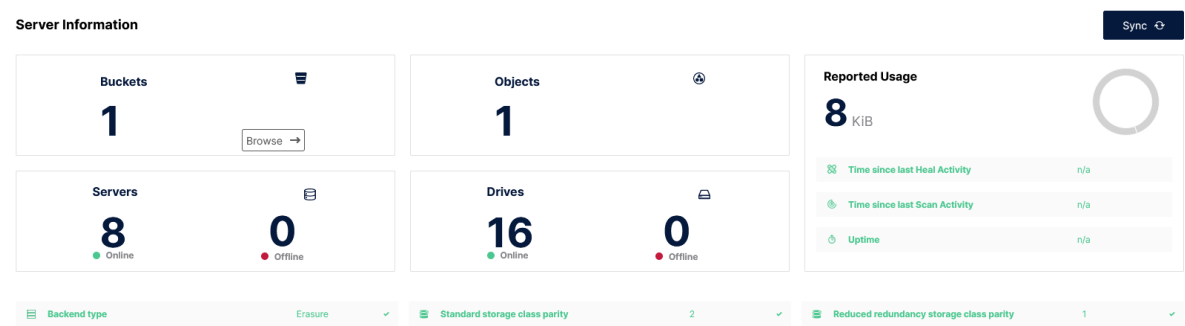 Server Information
Sync
Buckets
1
Browse
Objects
1
Reported Usage
8 KiB
Time since last Heal Activity n/a
Time since last Scan Activity n/a
Uptime n/a
Servers
8 0
Online Offline
Drives
16 0
Online Offline
Backend type Erasure
Standard storage class parity 2
Reduced redundancy storage class parity 1